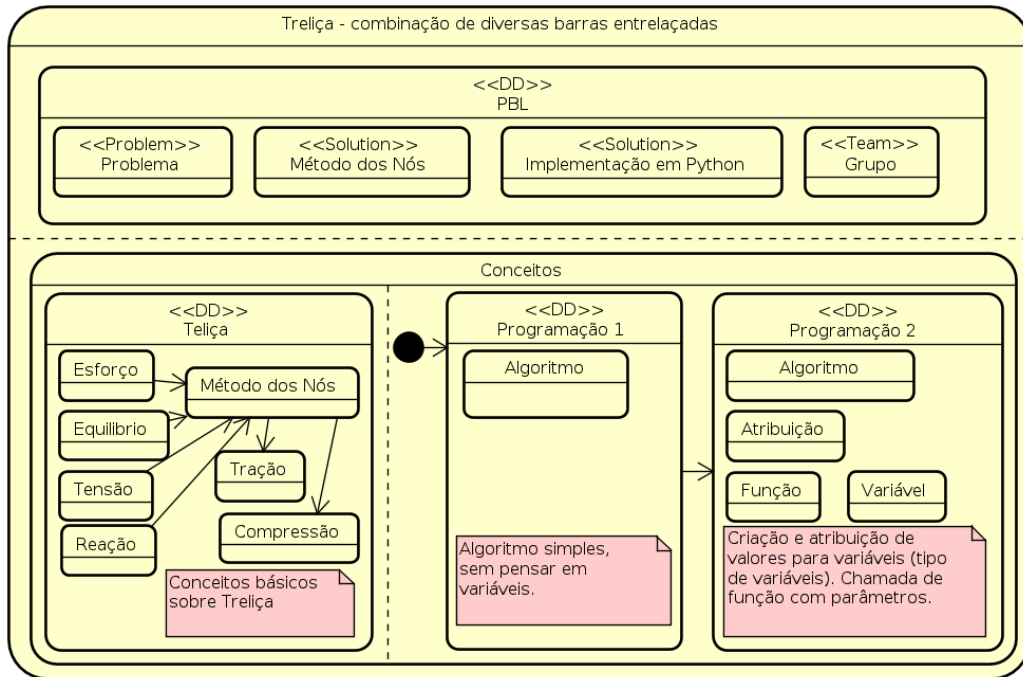 Treliça - combinação de diversas barras entrelaçadas
<<DD>>
PBL
<<Problem>>
Problema
<<Solution>>
Método dos Nós
<<Solution>>
Implementação em Python
<<Team>>
Grupo
Conceitos
<<DD>>
Teliça
Esforço
Método dos Nós
Equilibrio
Tração
Tensão
Compressão
Reação
Conceitos básicos
sobre Treliça
<<DD>>
Programação 1
Algoritmo
Algoritmo simples,
sem pensar em
variáveis.
<<DD>>
Programação 2
Algoritmo
Atribuição
Função
Variável
Criação e atribuição de
valores para variáveis (tipo
de variáveis). Chamada de
função com parâmetros.